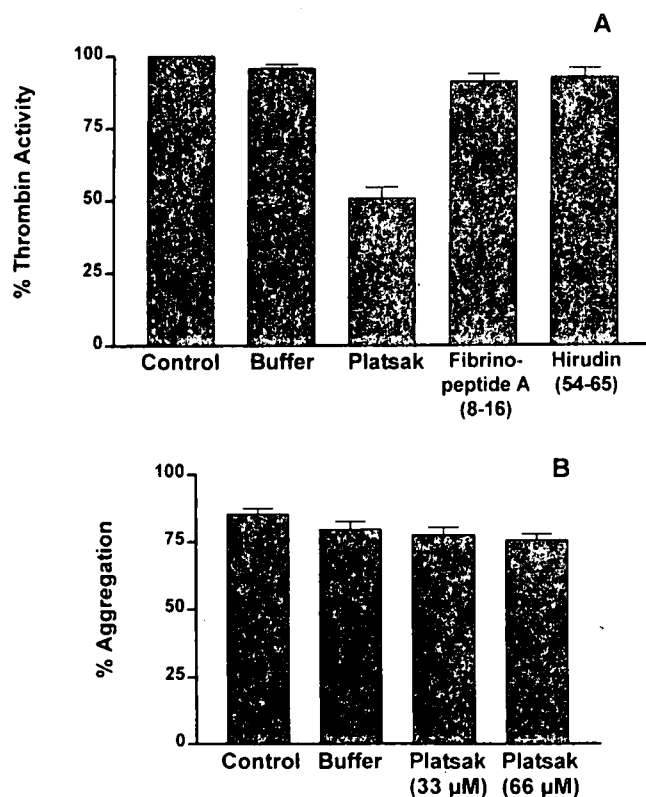 A
% Thrombin Activity
100
75
50
25
0
Control Buffer Platsak Fibrino-
peptide A
(8-16) Hirudin
(54-65)
B
% Aggregation
100
75
50
25
0
Control Buffer Platsak
(33 µM) Platsak
(66 µM)